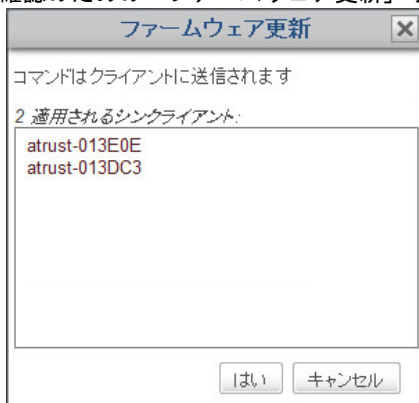 ファームウェア更新
コマンドはクライアントに送信されます
2 適用されるシンクライアント:
atrust-013E0E
atrust-013DC3
はい
キャンセル